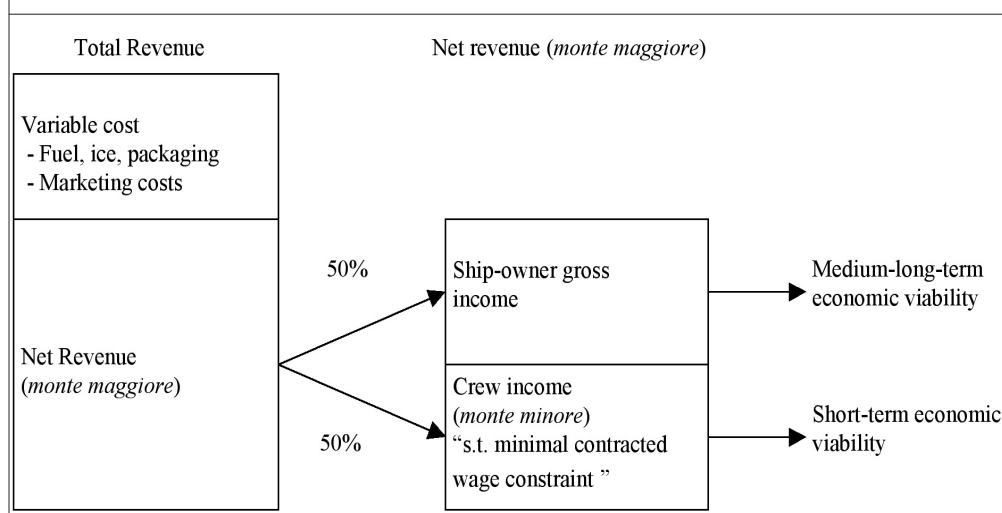 Total Revenue
Net revenue (monte maggiore)
Variable cost
- Fuel, ice, packaging
- Marketing costs
Net Revenue
(monte maggiore)
50%
50%
Ship-owner gross
income
Crew income
(monte minore)
“s.t. minimal contracted
wage constraint ”
Medium-long-term
economic viability
Short-term economic
viability